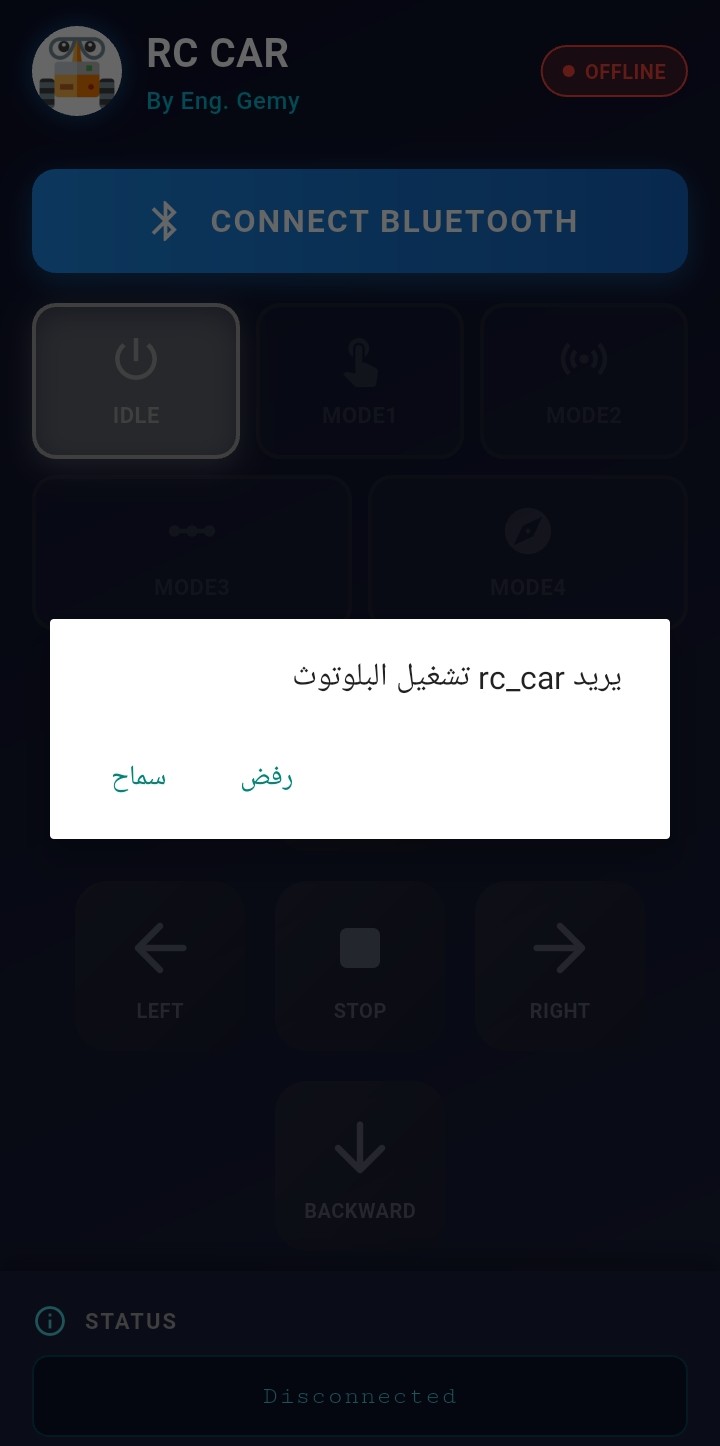 RC CAR
By Eng. Gemy
OFFLINE
CONNECT BLUETOOTH
IDLE
MODE1
MODE2
MODE3
MODE4
يريد rc_car تشغيل البلوتوث
رفض
سماح
LEFT
STOP
RIGHT
BACKWARD
STATUS
Disconnected